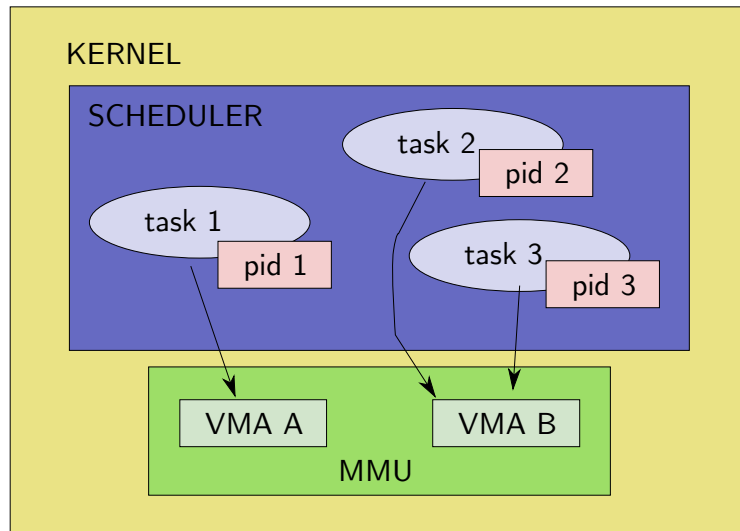 KERNEL
SCHEDULER
task 2
pid 2
task 1
pid 1
task 3
pid 3
VMA A
VMA B
MMU